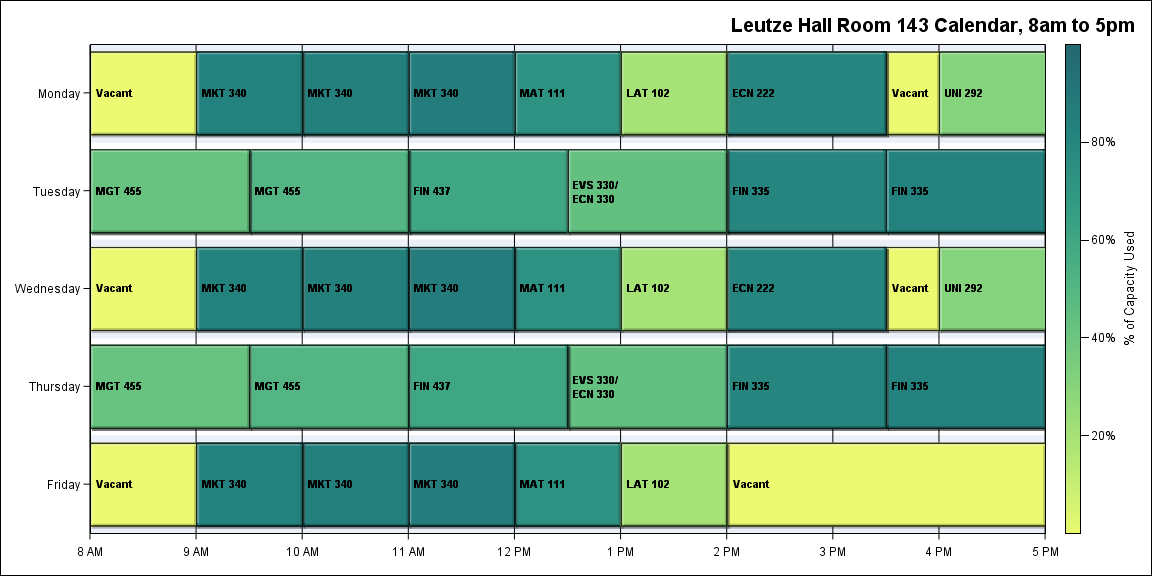 Leutze Hall Room 143 Calendar, 8am to 5pm
Monday
Vacant
MKT 340
MKT 340
MKT 340
MAT 111
LAT 102
ECN 222
Vacant
UNI 292
Tuesday
MGT 455
MGT 455
FIN 437
EVS 330/
ECN 330
FIN 335
FIN 335
Wednesday
Vacant
MKT 340
MKT 340
MKT 340
MAT 111
LAT 102
ECN 222
Vacant
UNI 292
Thursday
MGT 455
MGT 455
FIN 437
EVS 330/
ECN 330
FIN 335
FIN 335
Friday
Vacant
MKT 340
MKT 340
MKT 340
MAT 111
LAT 102
Vacant
8 AM
9 AM
10 AM
11 AM
12 PM
1 PM
2 PM
3 PM
4 PM
5 PM
80%
60%
40%
20%
% of Capacity Used